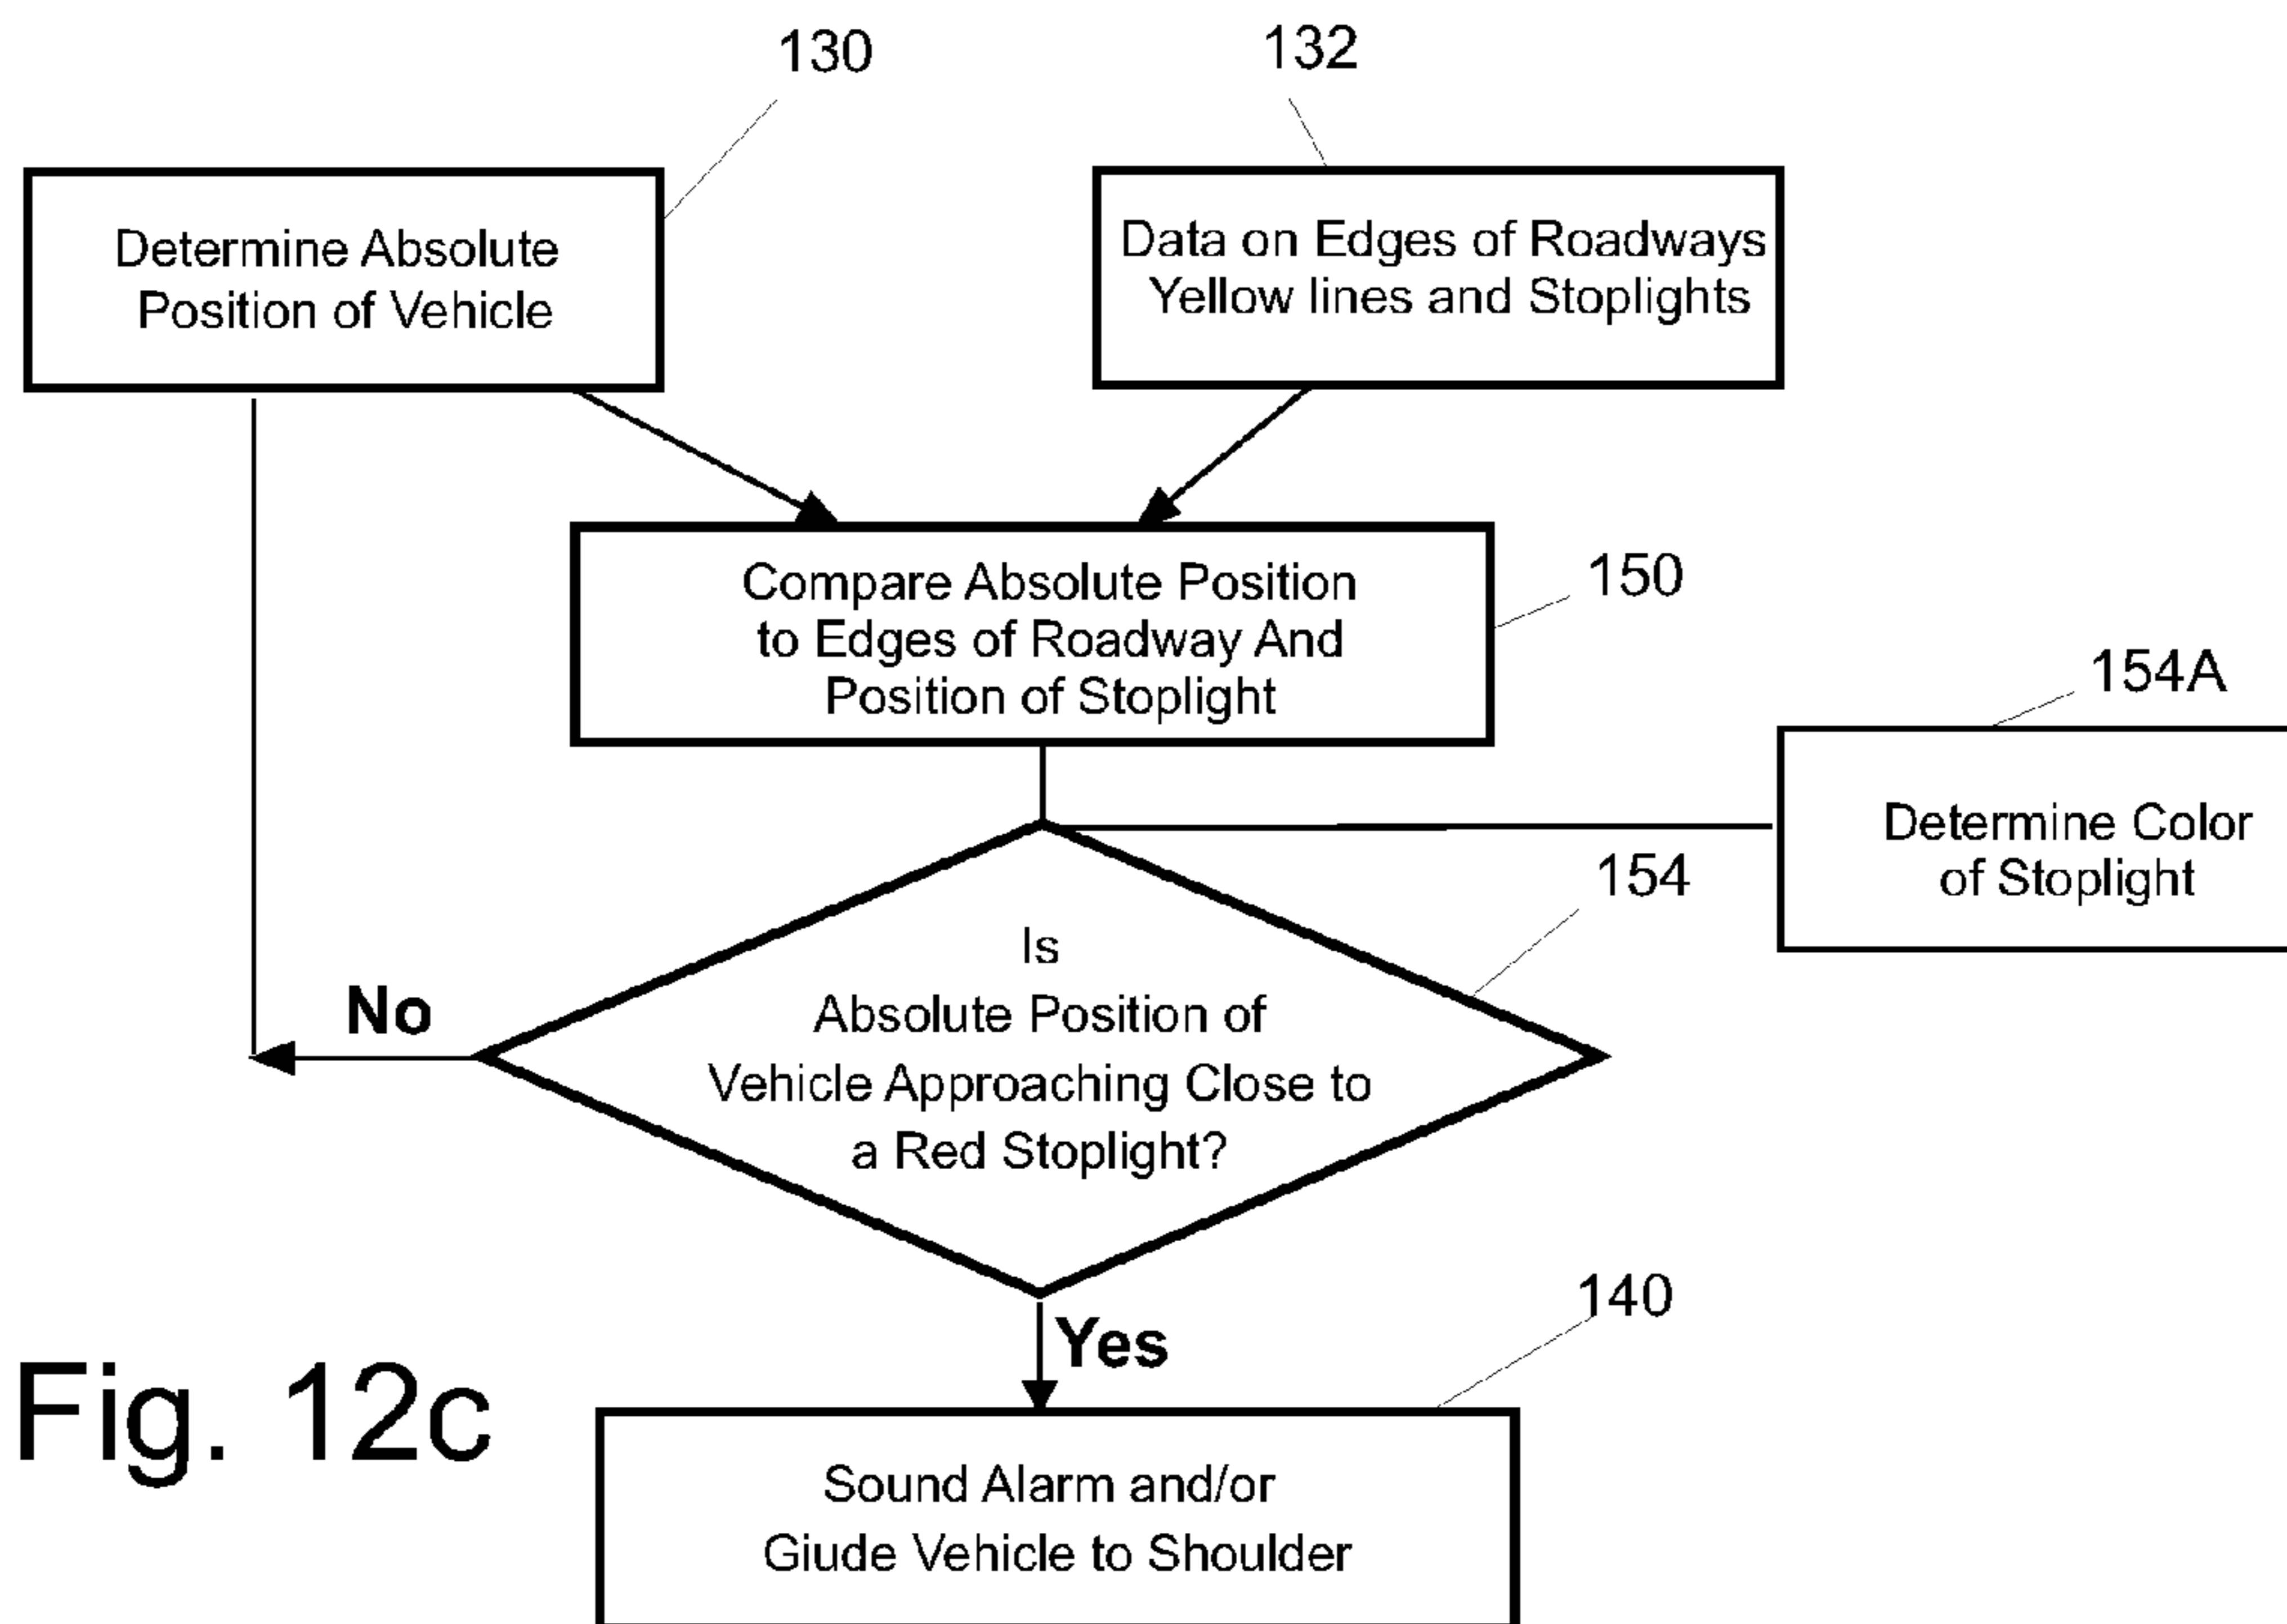 130
132
Determine Absolute
Position of Vehicle
Data on Edges of Roadways
Yellow lines and Stoplights
Compare Absolute Position
to Edges of Roadway And
Position of Stoplight
150
154A
Determine Color
of Stoplight
154
Is
Absolute Position of
Vehicle Approaching Close to
a Red Stoplight?
No
Yes
140
Sound Alarm and/or
Giude Vehicle to Shoulder
Fig. 12c